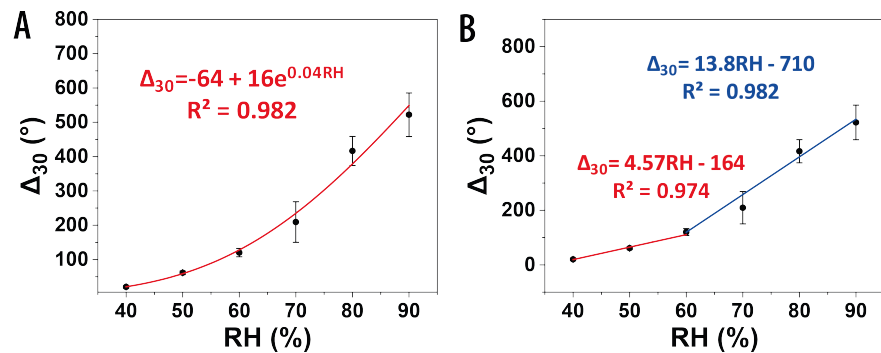 A
800
700
600
500
400
300
200
100
Δ₃₀ (°)
Δ₃₀=-64 + 16e⁰·⁰⁴ᴿᴴ
R² = 0.982
40 50 60 70 80 90
RH (%)
B
800
600
400
200
0
Δ₃₀ (°)
Δ₃₀= 13.8RH - 710
R² = 0.982
Δ₃₀= 4.57RH - 164
R² = 0.974
40 50 60 70 80 90
RH (%)